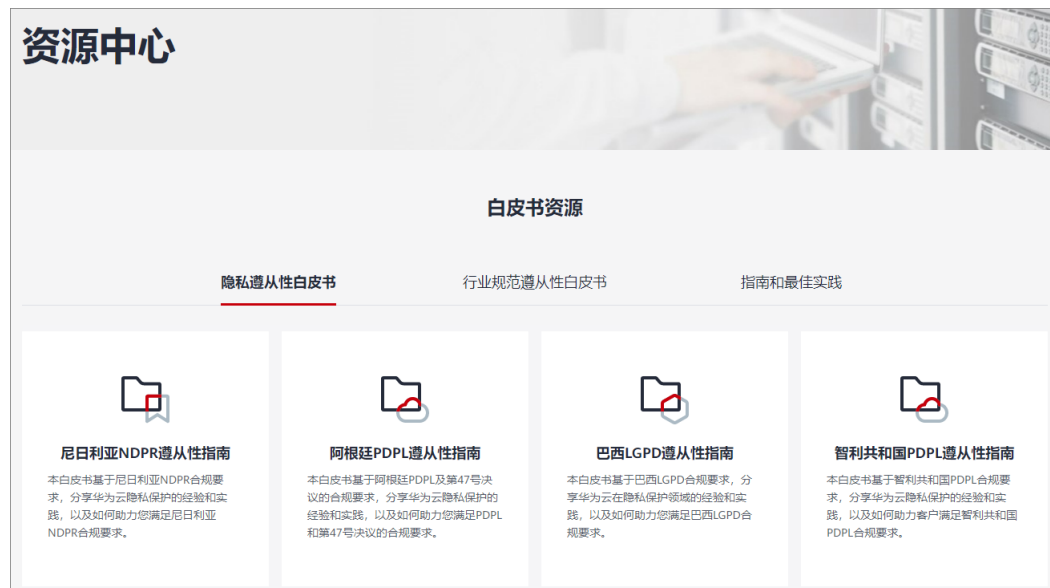 资源中心
白皮书资源
隐私遵从性白皮书
行业规范遵从性白皮书
指南和最佳实践
尼日利亚NDPR遵从性指南
本白皮书基于尼日利亚NDPR合规要
求，分享华为云隐私保护的经验和实
践，以及如何助力您满足尼日利亚
NDPR合规要求。
阿根廷PDPL遵从性指南
本白皮书基于阿根廷PDPL及第47号决
议的合规要求，分享华为云隐私保护的
经验和实践，以及如何助力您满足PDPL
和第47号决议的合规要求。
巴西LGPD遵从性指南
本白皮书基于巴西LGPD合规要求，分
享华为云在隐私保护领域的经验和实
践，以及如何助力您满足巴西LGPD合
规要求。
智利共和国PDPL遵从性指南
本白皮书基于智利共和国PDPL合规要
求，分享华为云隐私保护的经验和实
践，以及如何助力客户满足智利共和国
PDPL合规要求。